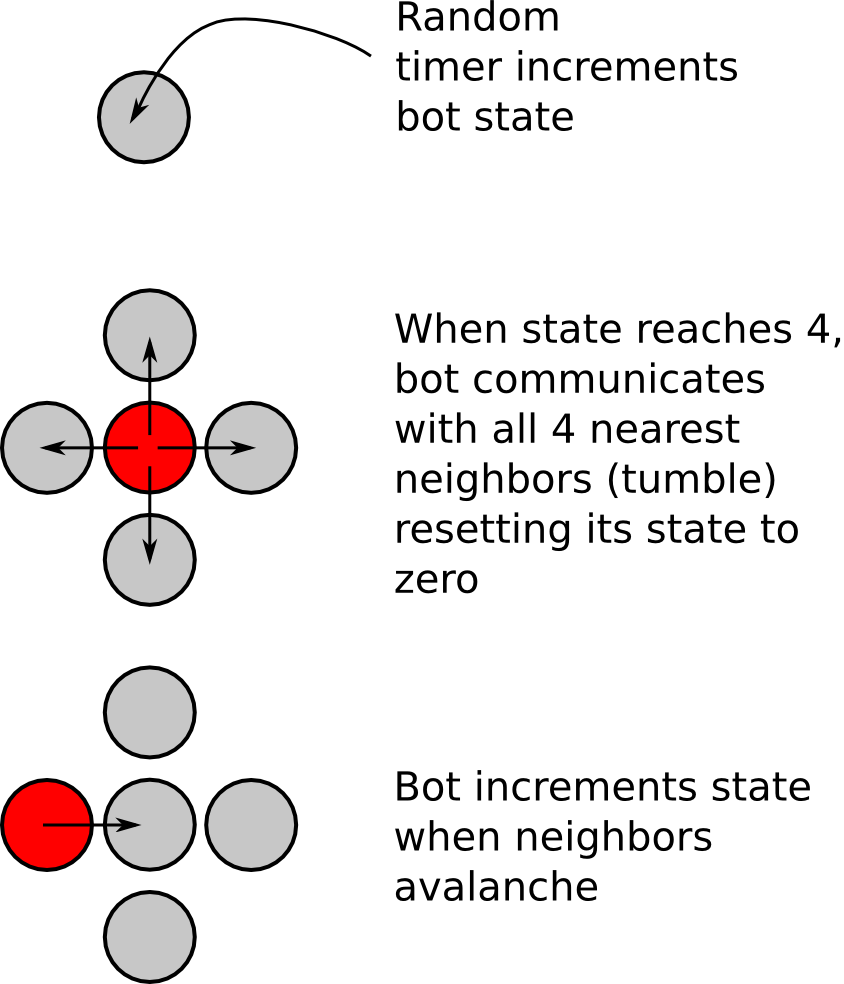 Random
timer increments
bot state
When state reaches 4,
bot communicates
with all 4 nearest
neighbors (tumble)
resetting its state to
zero
Bot increments state
when neighbors
avalanche